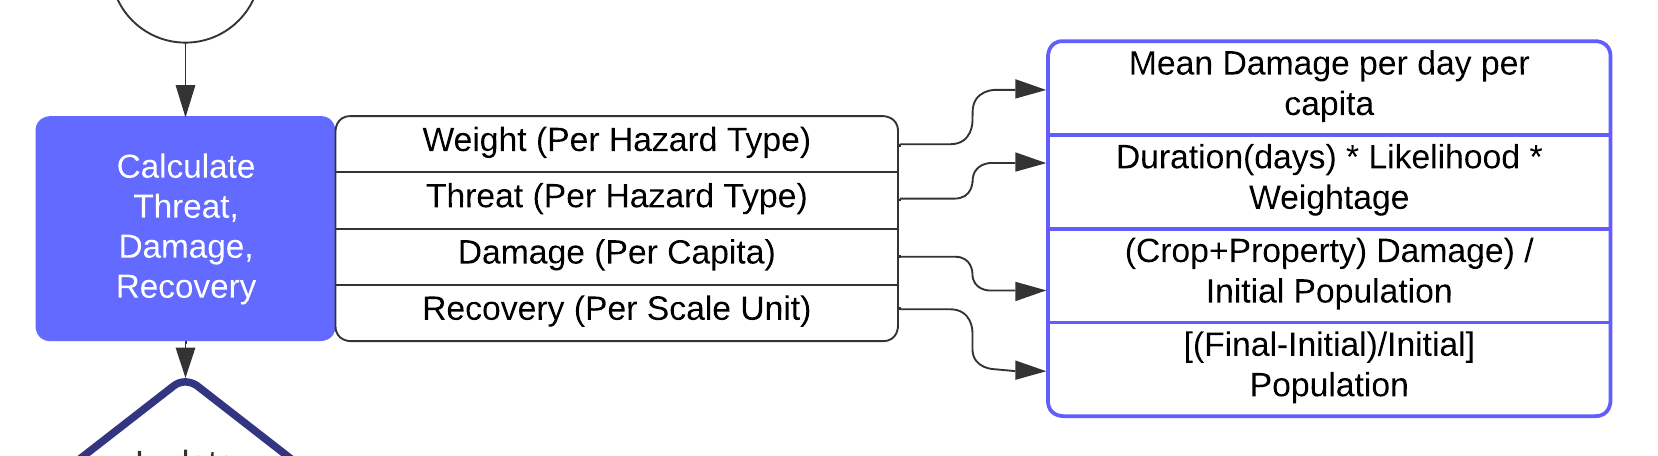 Calculate
Threat,
Damage,
Recovery
Weight (Per Hazard Type)
Threat (Per Hazard Type)
Damage (Per Capita)
Recovery (Per Scale Unit)
Mean Damage per day per
capita
Duration(days) * Likelihood *
Weightage
(Crop+Property) Damage) /
Initial Population
[(Final-Initial)/Initial]
Population